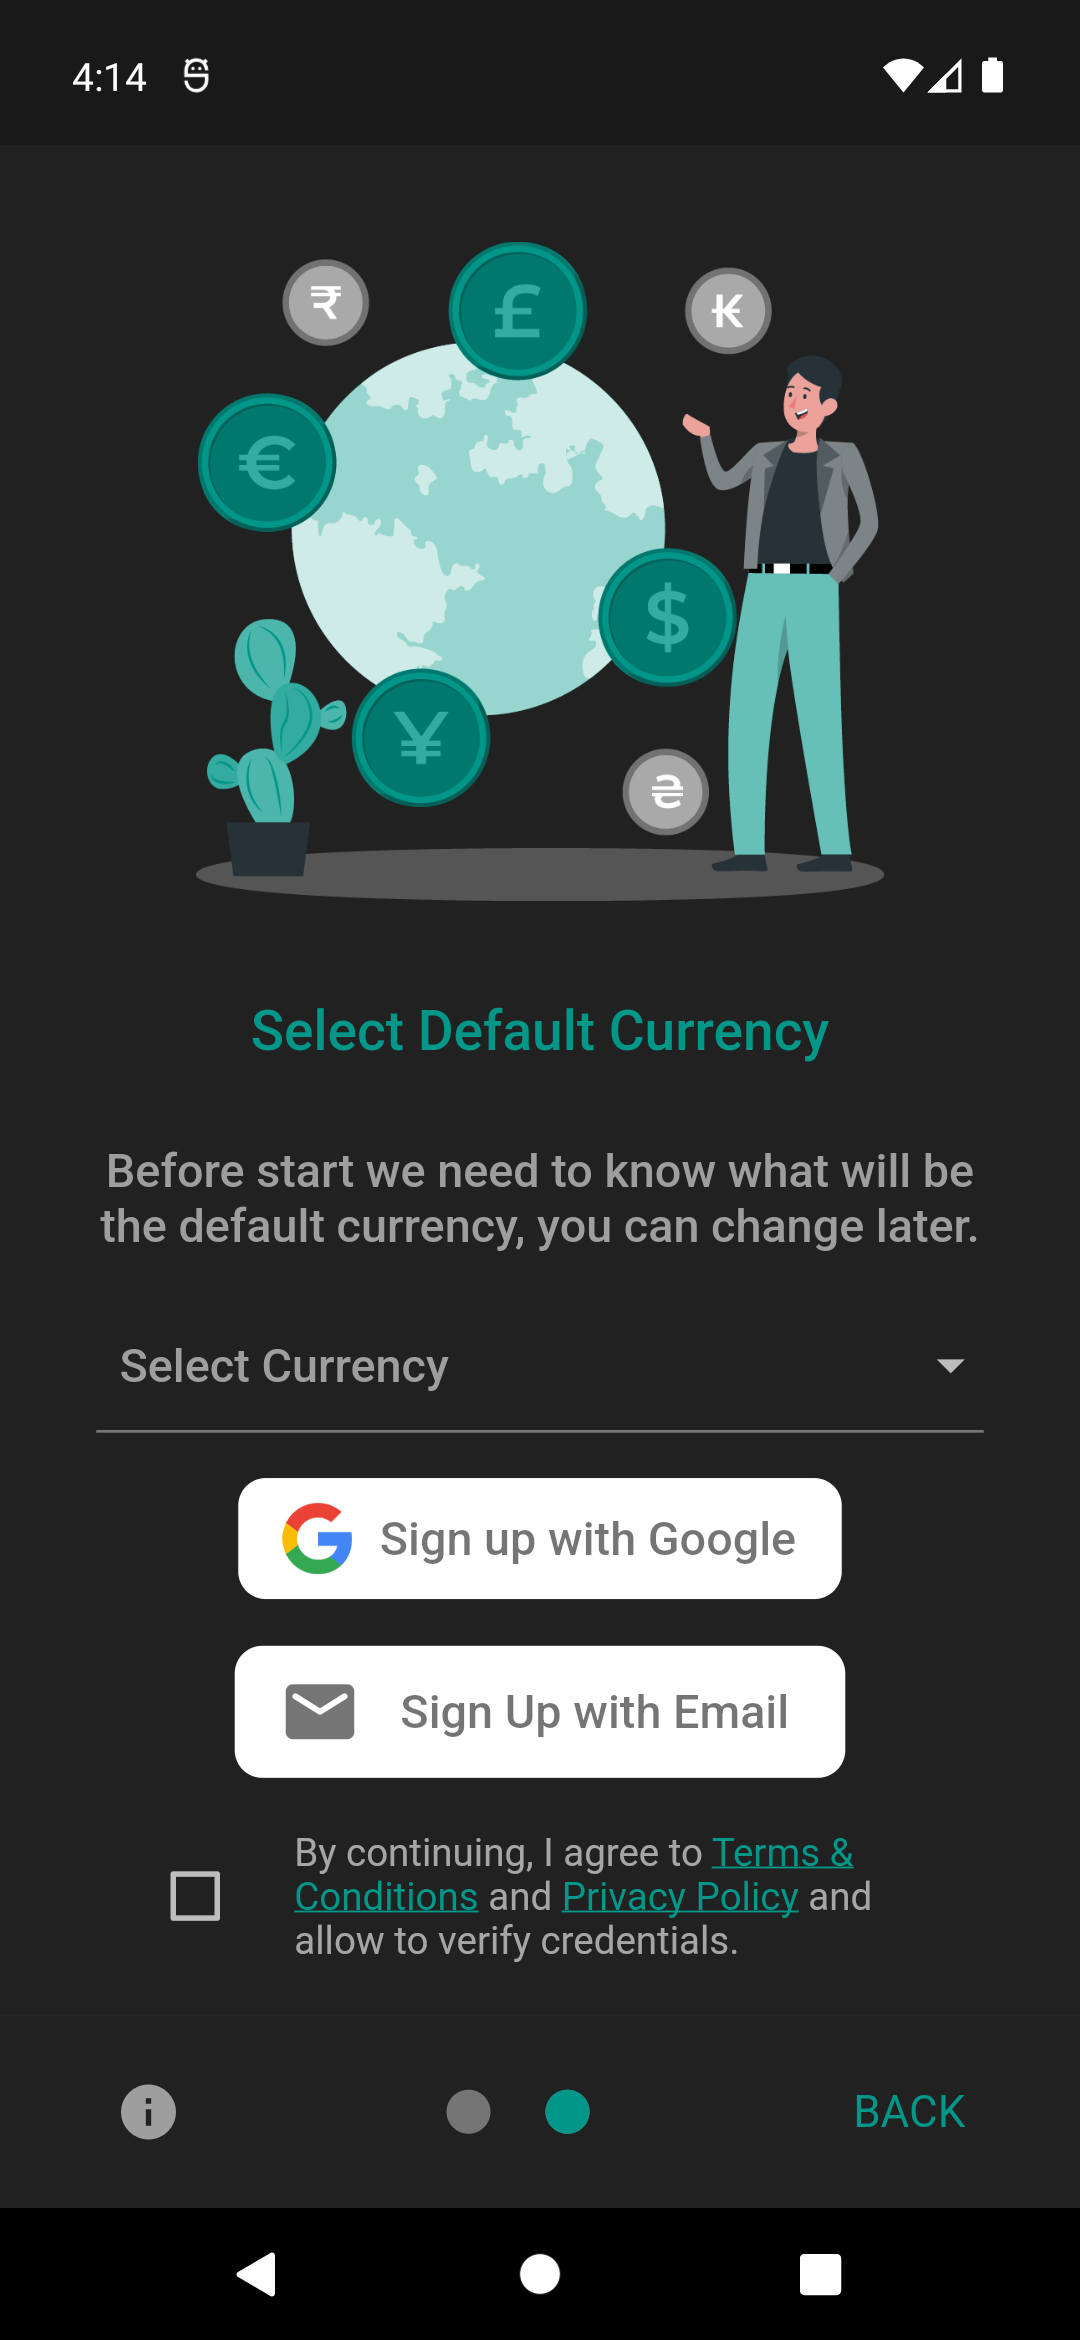 4:14
₹
£
₭
€
$
¥
₴
Select Default Currency
Before start we need to know what will be
the default currency, you can change later.
Select Currency
Sign up with Google
Sign Up with Email
By continuing, I agree to Terms &
Conditions and Privacy Policy and
allow to verify credentials.
BACK